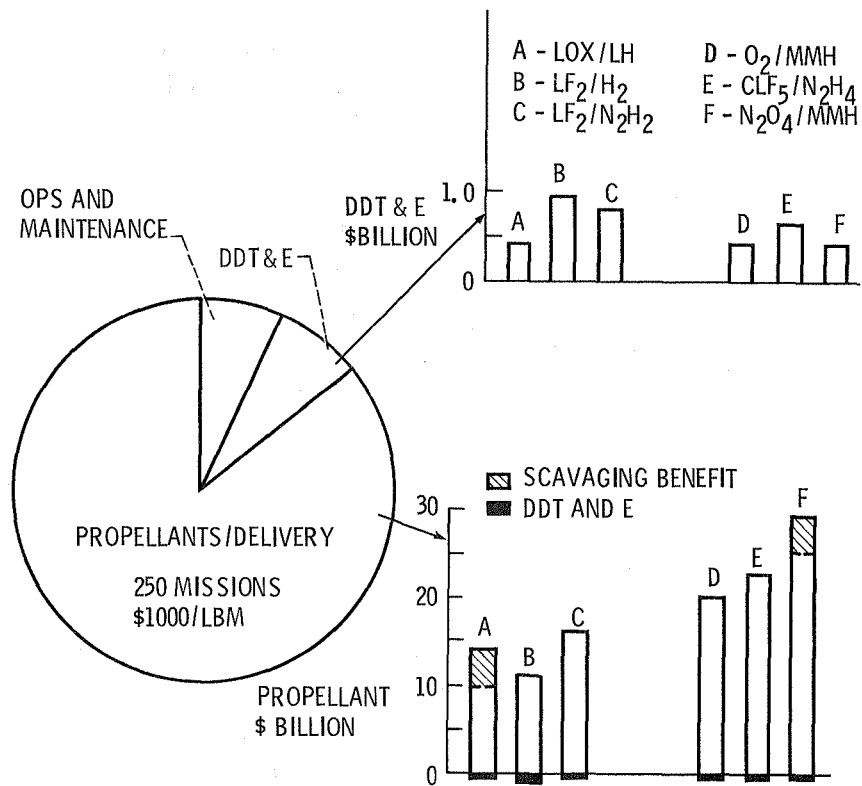 A - LOX/LH
B - LF2/H2
C - LF2/N2H2
D - O2/MMH
E - CLF5/N2H4
F - N2O4/MMH
OPS AND
MAINTENANCE
DDT & E
DDT & E
$BILLION
1.0
0
A
B
C
D
E
F
PROPELLANTS/DELIVERY
250 MISSIONS
$1000/LBM
PROPELLANT
$ BILLION
SCAVAGING BENEFIT
DDT AND E
30
20
10
0
A
B
C
D
E
F